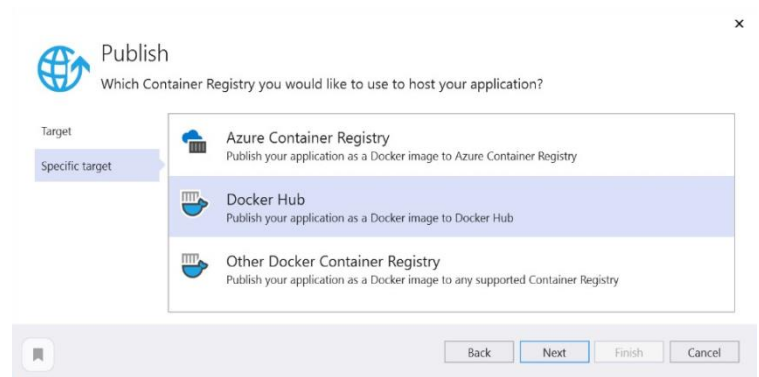 Publish
Which Container Registry you would like to use to host your application?
Target
Specific target
Azure Container Registry
Publish your application as a Docker image to Azure Container Registry
Docker Hub
Publish your application as a Docker image to Docker Hub
Other Docker Container Registry
Publish your application as a Docker image to any supported Container Registry
Back Next Finish Cancel